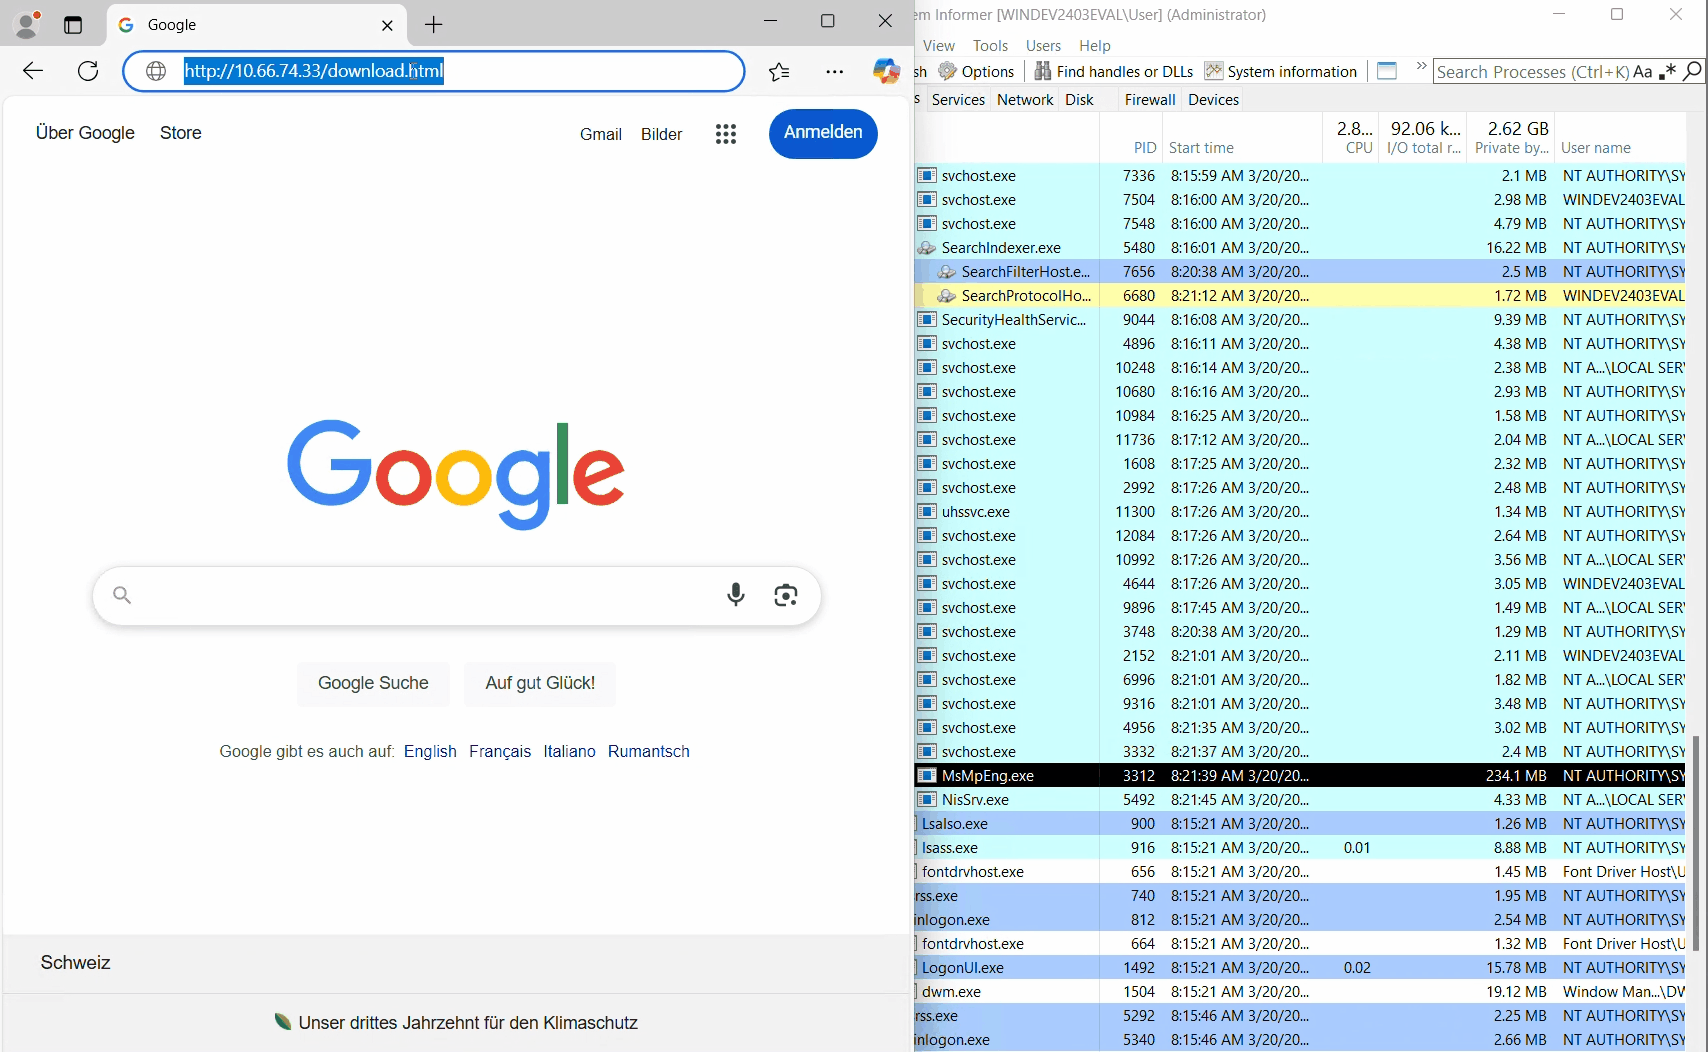 Google
http://10.66.74.33/download.html
Über Google Store
Gmail Bilder Anmelden
Google
Google Suche Auf gut Glück!
Google gibt es auch auf: English Français Italiano Rumantsch
Schweiz
Unser drittes Jahrzehnt für den Klimaschutz
em Informer [WINDEV2403EVAL\User] (Administrator)
View Tools Users Help
sh Options Find handles or DLLs System information » Search Processes (Ctrl+K) Aa .*
s Services Network Disk Firewall Devices
2.8... 92.06 k... 2.62 GB
PID Start time CPU I/O total r... Private by... User name
svchost.exe 7336 8:15:59 AM 3/20/20... 2.1 MB NT AUTHORITY\SY
svchost.exe 7504 8:16:00 AM 3/20/20... 2.98 MB WINDEV2403EVAL
svchost.exe 7548 8:16:00 AM 3/20/20... 4.79 MB NT AUTHORITY\SY
SearchIndexer.exe 5480 8:16:01 AM 3/20/20... 16.22 MB NT AUTHORITY\SY
SearchFilterHost.e... 7656 8:20:38 AM 3/20/20... 2.5 MB NT AUTHORITY\SY
SearchProtocolHo... 6680 8:21:12 AM 3/20/20... 1.72 MB WINDEV2403EVAL
SecurityHealthServic... 9044 8:16:08 AM 3/20/20... 9.39 MB NT AUTHORITY\SY
svchost.exe 4896 8:16:11 AM 3/20/20... 4.38 MB NT AUTHORITY\SY
svchost.exe 10248 8:16:14 AM 3/20/20... 2.38 MB NT A...\LOCAL SER
svchost.exe 10680 8:16:16 AM 3/20/20... 2.93 MB NT AUTHORITY\SY
svchost.exe 10984 8:16:25 AM 3/20/20... 1.58 MB NT AUTHORITY\SY
svchost.exe 11736 8:17:12 AM 3/20/20... 2.04 MB NT A...\LOCAL SER
svchost.exe 1608 8:17:25 AM 3/20/20... 2.32 MB NT AUTHORITY\SY
svchost.exe 2992 8:17:26 AM 3/20/20... 2.48 MB NT AUTHORITY\SY
uhssvc.exe 11300 8:17:26 AM 3/20/20... 1.34 MB NT AUTHORITY\SY
svchost.exe 12084 8:17:26 AM 3/20/20... 2.64 MB NT AUTHORITY\SY
svchost.exe 10992 8:17:26 AM 3/20/20... 3.56 MB NT A...\LOCAL SER
svchost.exe 4644 8:17:26 AM 3/20/20... 3.05 MB WINDEV2403EVAL
svchost.exe 9896 8:17:45 AM 3/20/20... 1.49 MB NT A...\LOCAL SER
svchost.exe 3748 8:20:38 AM 3/20/20... 1.29 MB NT AUTHORITY\SY
svchost.exe 2152 8:21:01 AM 3/20/20... 2.11 MB WINDEV2403EVAL
svchost.exe 6996 8:21:01 AM 3/20/20... 1.82 MB NT A...\LOCAL SER
svchost.exe 9316 8:21:01 AM 3/20/20... 3.48 MB NT AUTHORITY\SY
svchost.exe 4956 8:21:35 AM 3/20/20... 3.02 MB NT AUTHORITY\SY
svchost.exe 3332 8:21:37 AM 3/20/20... 2.4 MB NT AUTHORITY\SY
MsMpEng.exe 3312 8:21:39 AM 3/20/20... 234.1 MB NT AUTHORITY\SY
NisSrv.exe 5492 8:21:45 AM 3/20/20... 4.33 MB NT A...\LOCAL SER
LsaIso.exe 900 8:15:21 AM 3/20/20... 1.26 MB NT AUTHORITY\SY
lsass.exe 916 8:15:21 AM 3/20/20... 0.01 8.88 MB NT AUTHORITY\SY
fontdrvhost.exe 656 8:15:21 AM 3/20/20... 1.45 MB Font Driver Host\U
rss.exe 740 8:15:21 AM 3/20/20... 1.95 MB NT AUTHORITY\SY
inlogon.exe 812 8:15:21 AM 3/20/20... 2.54 MB NT AUTHORITY\SY
fontdrvhost.exe 664 8:15:21 AM 3/20/20... 1.32 MB Font Driver Host\U
LogonUI.exe 1492 8:15:21 AM 3/20/20... 0.02 15.78 MB NT AUTHORITY\SY
dwm.exe 1504 8:15:21 AM 3/20/20... 19.12 MB Window Man...\DW
rss.exe 5292 8:15:46 AM 3/20/20... 2.25 MB NT AUTHORITY\SY
inlogon.exe 5340 8:15:46 AM 3/20/20... 2.66 MB NT AUTHORITY\SY